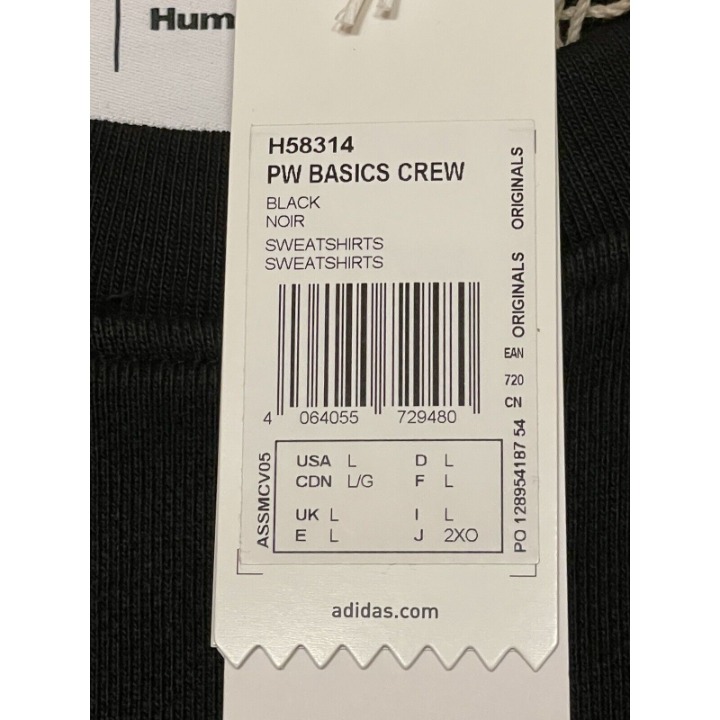 Hum
H58314
PW BASICS CREW
BLACK
NOIR
SWEATSHIRTS
SWEATSHIRTS
ORIGINALS ORIGINALS
EAN
720
CN
4 064055 729480
PO 128954187 54
ASSMCV05
USA L D L
CDN L/G F L
UK L I L
E L J 2XO
adidas.com